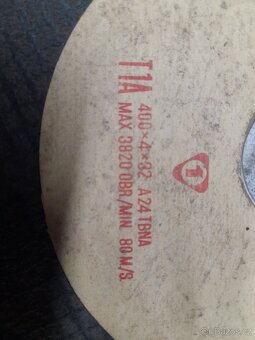 T1A
400×4×32 A24TBNA
MAX 3820 OBR/MIN. 80 M/S.